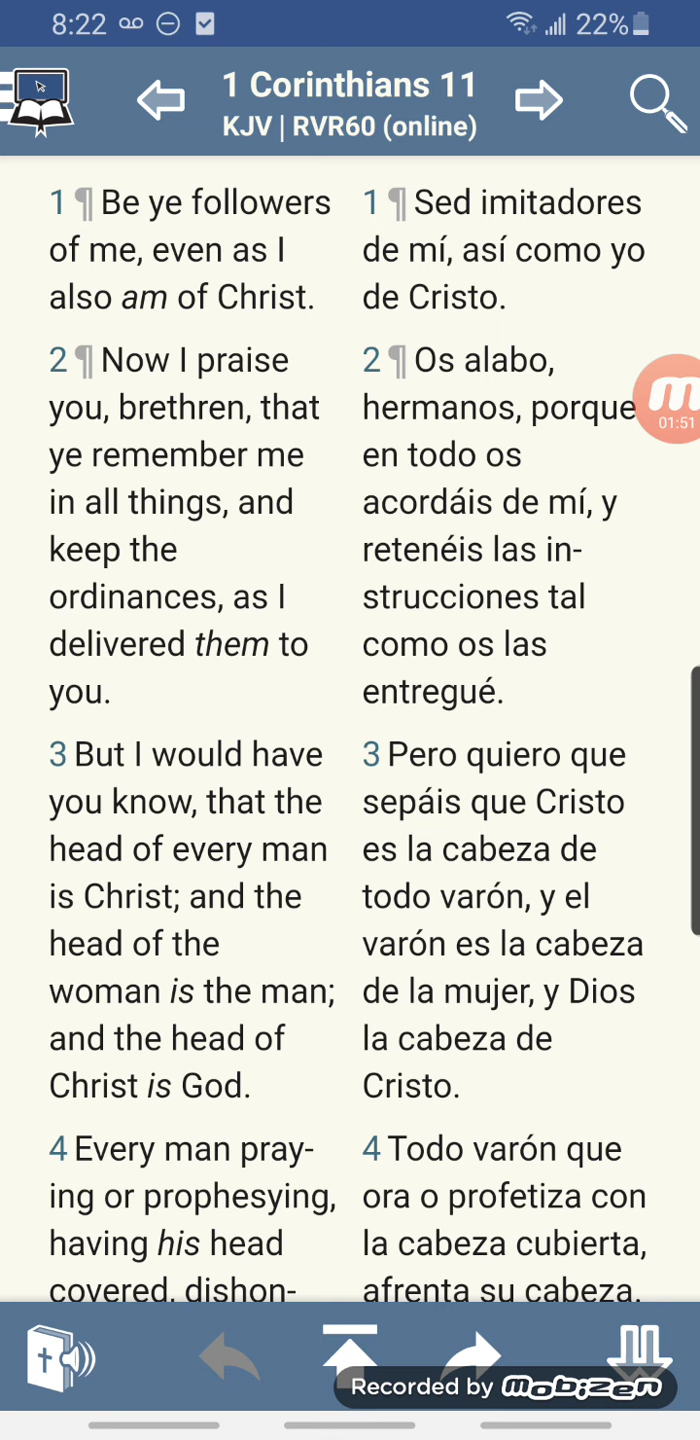 8:22
22%
1 Corinthians 11
KJV | RVR60 (online)
1 ¶ Be ye followers
of me, even as I
also am of Christ.
2 ¶ Now I praise
you, brethren, that
ye remember me
in all things, and
keep the
ordinances, as I
delivered them to
you.
3 But I would have
you know, that the
head of every man
is Christ; and the
head of the
woman is the man;
and the head of
Christ is God.
4 Every man pray-
ing or prophesying,
having his head
covered, dishon-
1 ¶ Sed imitadores
de mí, así como yo
de Cristo.
2 ¶ Os alabo,
hermanos, porque
en todo os
acordáis de mí, y
retenéis las in-
strucciones tal
como os las
entregué.
3 Pero quiero que
sepáis que Cristo
es la cabeza de
todo varón, y el
varón es la cabeza
de la mujer, y Dios
la cabeza de
Cristo.
4 Todo varón que
ora o profetiza con
la cabeza cubierta,
afrenta su cabeza.
m
01:51
Recorded by Mobizen